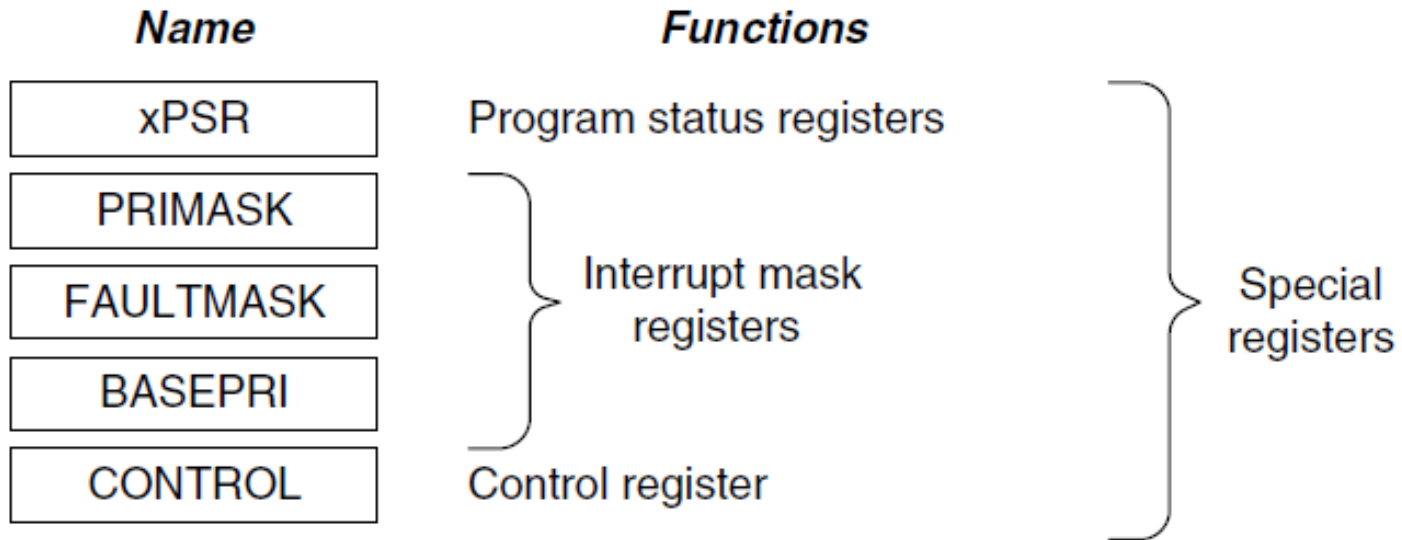 Name Functions
xPSR Program status registers
PRIMASK
FAULTMASK
BASEPRI
Interrupt mask
registers
CONTROL Control register
Special
registers